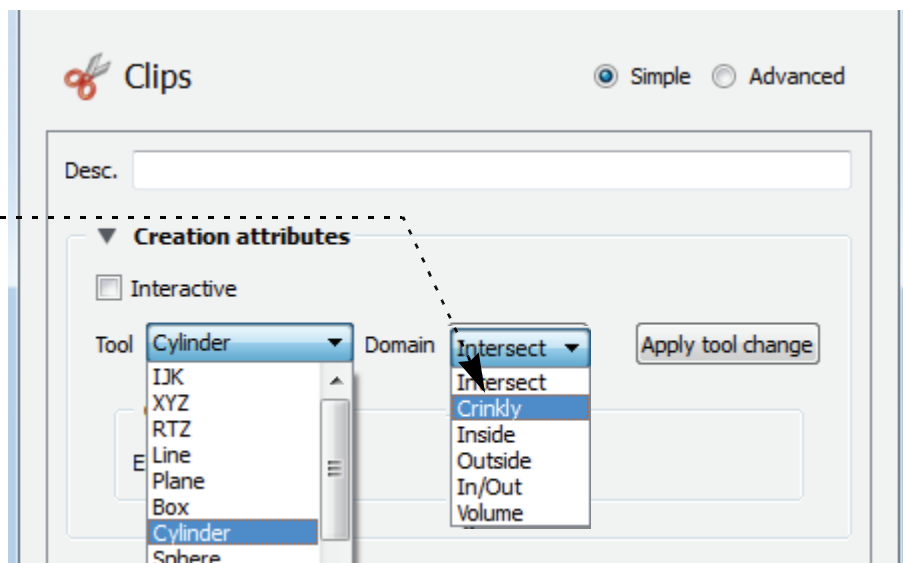 Clips Simple Advanced
Desc.
Creation attributes
Interactive
Tool Cylinder Domain Intersect Apply tool change
IJK
XYZ
RTZ
Line
Plane
Box
Cylinder
Sphere
Intersect
Crinkly
Inside
Outside
In/Out
Volume
E